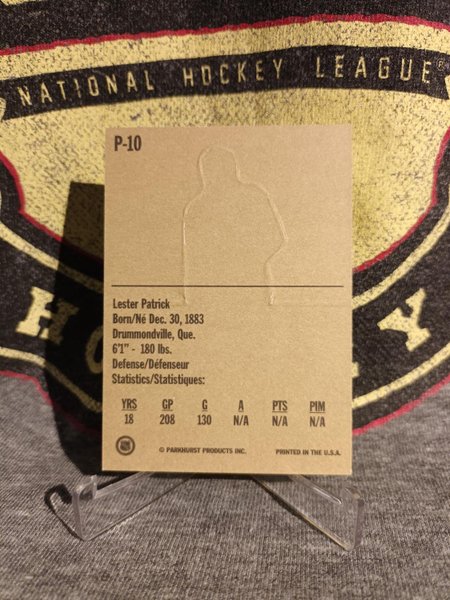 NATIONAL HOCKEY LEAGUE®
P-10
Lester Patrick
Born/Né Dec. 30, 1883
Drummondville, Que.
6'1" - 180 lbs.
Defense/Défenseur
Statistics/Statistiques:
YRS GP G A PTS PIM
18 208 130 N/A N/A N/A
© PARKHURST PRODUCTS INC. PRINTED IN THE U.S.A.